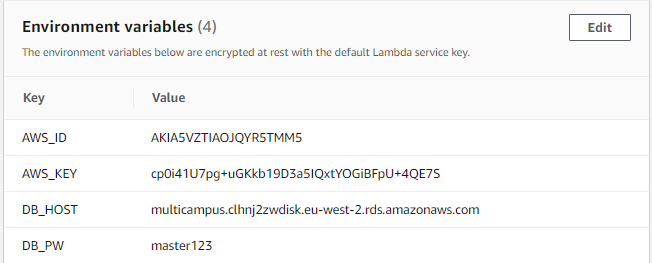 Environment variables (4)
Edit
The environment variables below are encrypted at rest with the default Lambda service key.
Key Value
AWS_ID AKIA5VZTIAOJQYR5TMM5
AWS_KEY cp0i41U7pg+uGKkb19D3a5IQxtYOGiBFpU+4QE7S
DB_HOST multicampus.clhnj2zwdisk.eu-west-2.rds.amazonaws.com
DB_PW master123